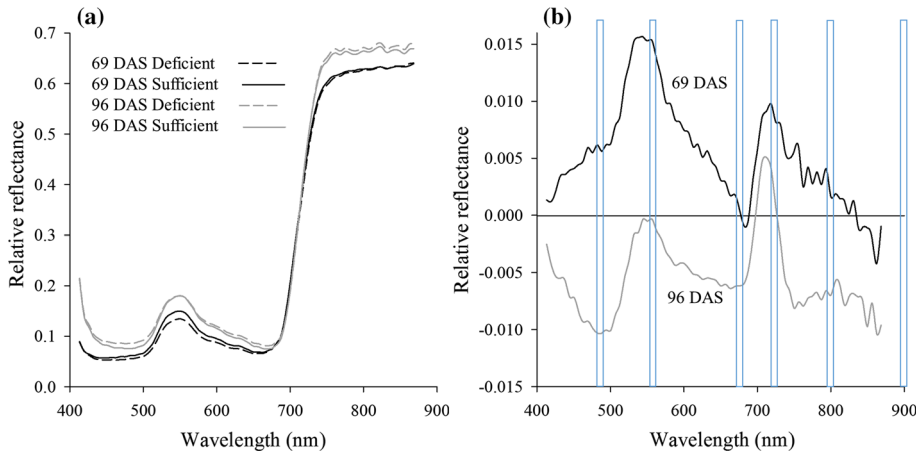 (a)
0.7
0.6
0.5
0.4
0.3
0.2
0.1
0.0
Relative reflectance
69 DAS Deficient
69 DAS Sufficient
96 DAS Deficient
96 DAS Sufficient
400 500 600 700 800 900
Wavelength (nm)
(b)
0.015
0.010
0.005
0.000
-0.005
-0.010
-0.015
Relative reflectance
69 DAS
96 DAS
400 500 600 700 800 900
Wavelength (nm)